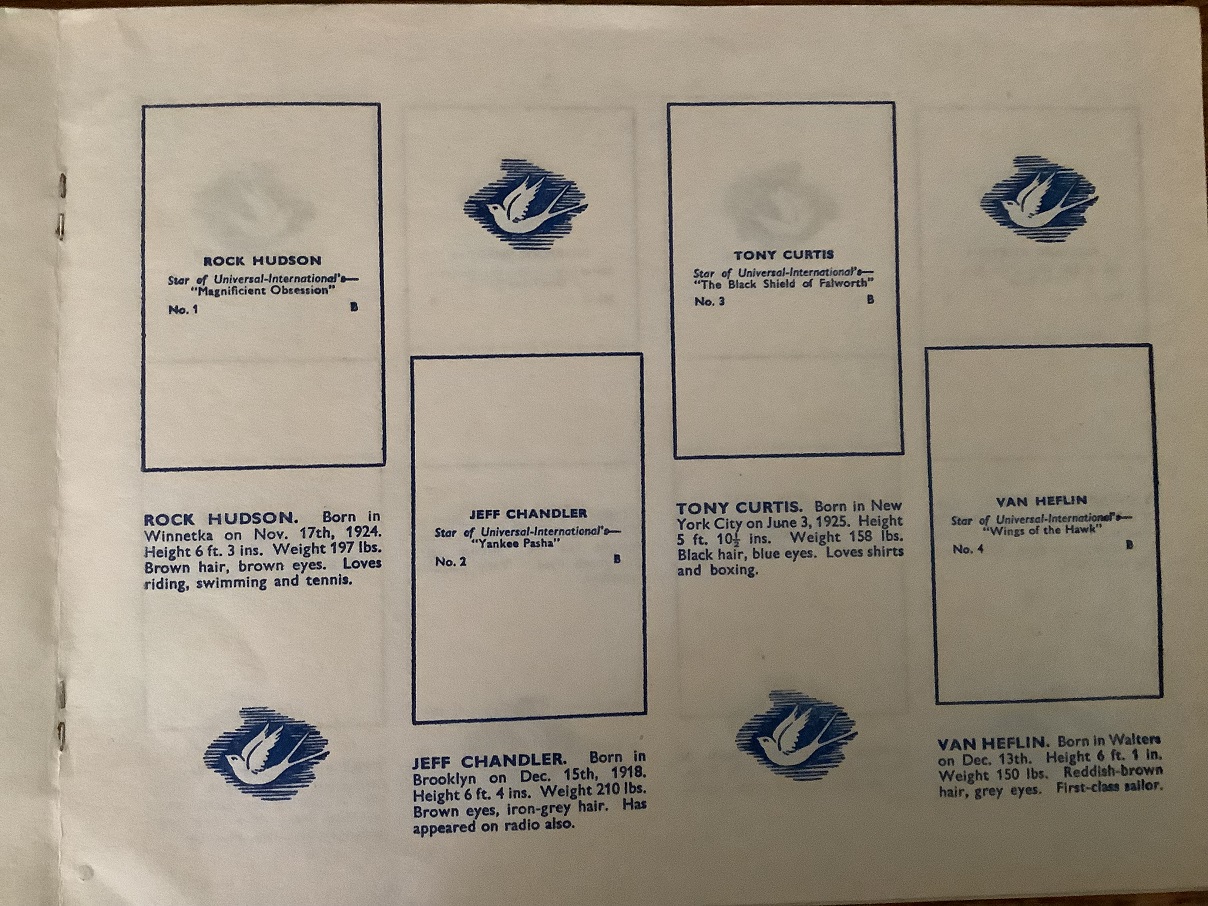 ROCK HUDSON
Star of Universal-International's—
"Magnificient Obsession"
No. 1 B
ROCK HUDSON. Born in
Winnetka on Nov. 17th, 1924.
Height 6 ft. 3 ins. Weight 197 lbs.
Brown hair, brown eyes. Loves
riding, swimming and tennis.
JEFF CHANDLER
Star of Universal-International's—
"Yankee Pasha"
No. 2 B
JEFF CHANDLER. Born in
Brooklyn on Dec. 15th, 1918.
Height 6 ft. 4 ins. Weight 210 lbs.
Brown eyes, iron-grey hair. Has
appeared on radio also.
TONY CURTIS
Star of Universal-International's—
"The Black Shield of Falworth"
No. 3 B
TONY CURTIS. Born in New
York City on June 3, 1925. Height
5 ft. 10½ ins. Weight 158 lbs.
Black hair, blue eyes. Loves shirts
and boxing.
VAN HEFLIN
Star of Universal-International's—
"Wings of the Hawk"
No. 4 B
VAN HEFLIN. Born in Walters
on Dec. 13th. Height 6 ft. 1 in.
Weight 150 lbs. Reddish-brown
hair, grey eyes. First-class sailor.